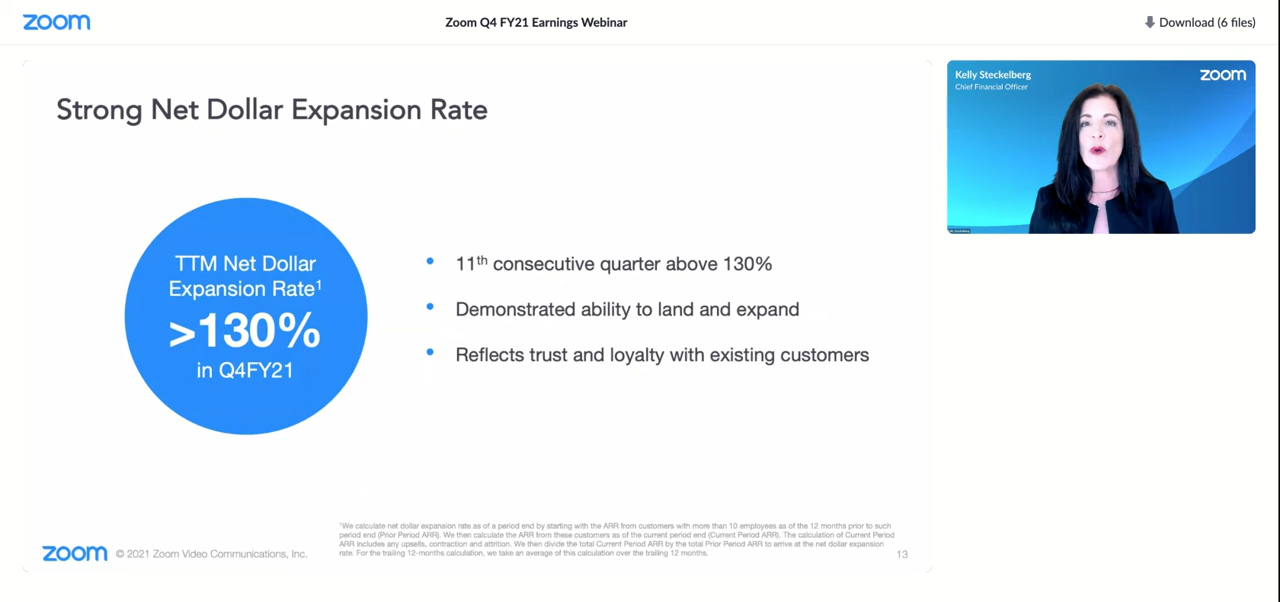 zoom
Zoom Q4 FY21 Earnings Webinar
Download (6 files)
Strong Net Dollar Expansion Rate
TTM Net Dollar
Expansion Rate¹
>130%
in Q4FY21
• 11th consecutive quarter above 130%
• Demonstrated ability to land and expand
• Reflects trust and loyalty with existing customers
¹We calculate net dollar expansion rate as of a period end by starting with the ARR from customers with more than 10 employees as of the 12 months prior to such
period end (Prior Period ARR). We then calculate the ARR from these customers as of the current period end (Current Period ARR). The calculation of Current Period
ARR includes any upsells, contraction and attrition. We then divide the total Current Period ARR by the total Prior Period ARR to arrive at the net dollar expansion
rate. For the trailing 12-months calculation, we take an average of this calculation over the trailing 12 months.
zoom © 2021 Zoom Video Communications, Inc.
13
Kelly Steckelberg
Chief Financial Officer
zoom